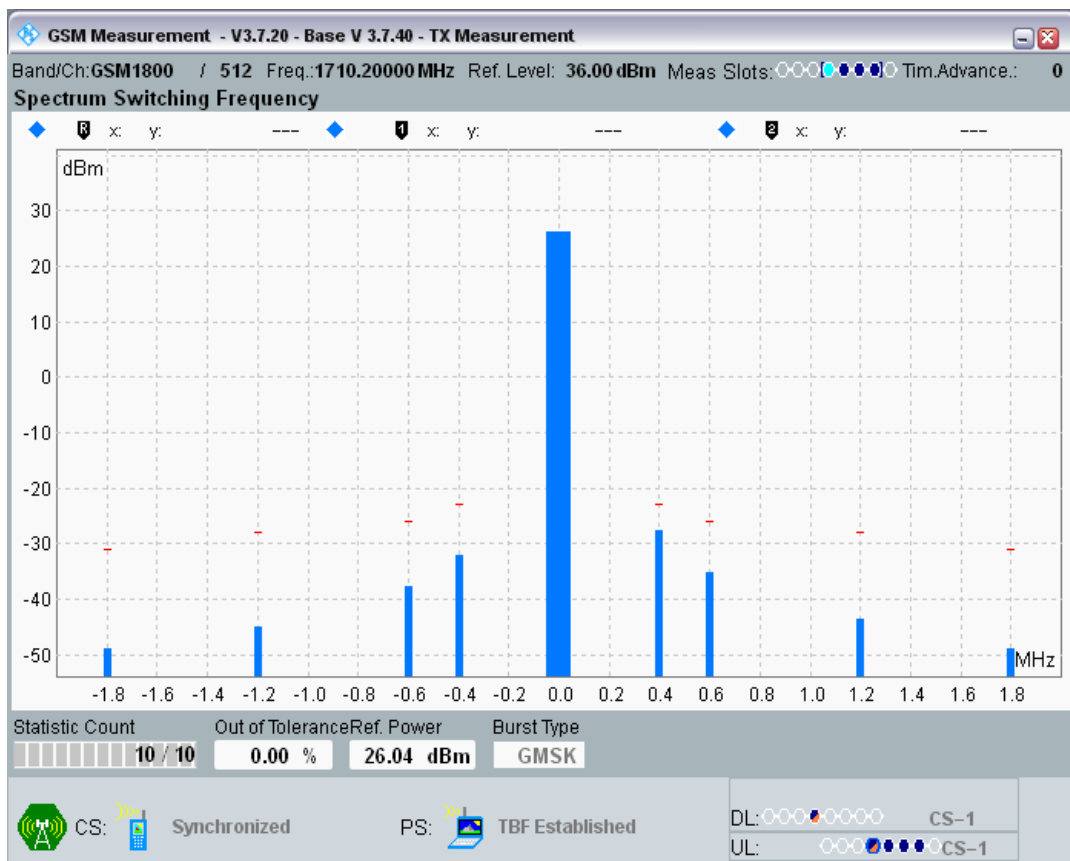 GSM Measurement - V3.7.20 - Base V 3.7.40 - TX Measurement
Band/Ch:GSM1800 / 512 Freq.:1710.20000 MHz Ref. Level: 36.00 dBm Meas Slots: Tim.Advance.: 0
Spectrum Switching Frequency
R x: y: --- 1 x: y: --- 2 x: y: ---
dBm
30
20
10
0
-10
-20
-30
-40
-50
MHz
-1.8 -1.6 -1.4 -1.2 -1.0 -0.8 -0.6 -0.4 -0.2 0.0 0.2 0.4 0.6 0.8 1.0 1.2 1.4 1.6 1.8
Statistic Count Out of Tolerance Ref. Power Burst Type
10 / 10 0.00 % 26.04 dBm GMSK
CS: Synchronized PS: TBF Established
DL: CS-1
UL: CS-1